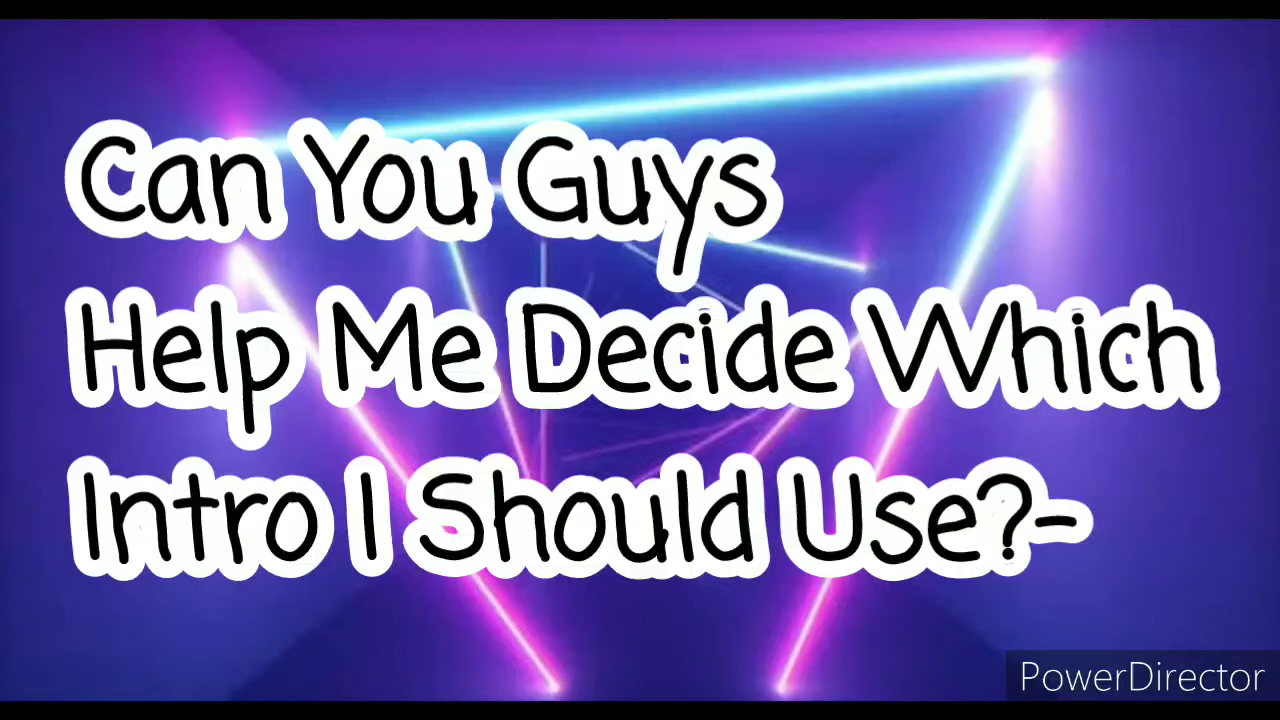 Can You Guys
Help Me Decide Which
Intro I Should Use?-
PowerDirector